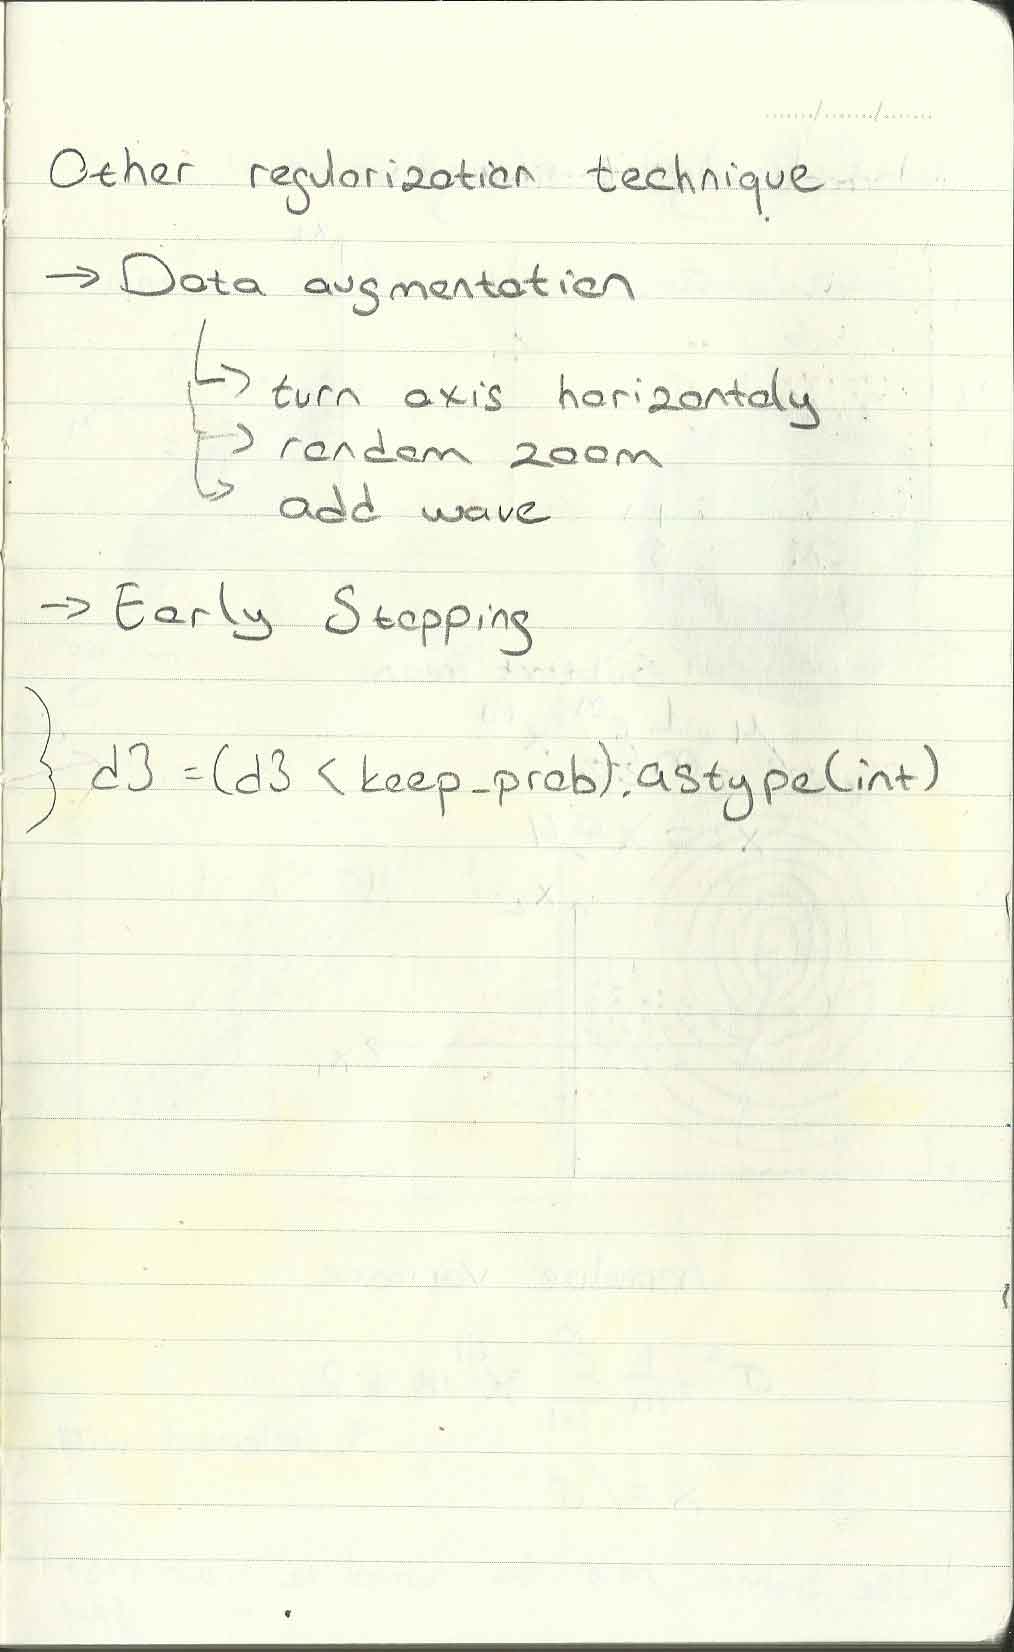 Other regularization technique
→ Data augmentation
→ turn axis horizontaly
→ random zoom
→ add wave
→ Early Stopping
} d3 = (d3 < keep_prob).astype(int)